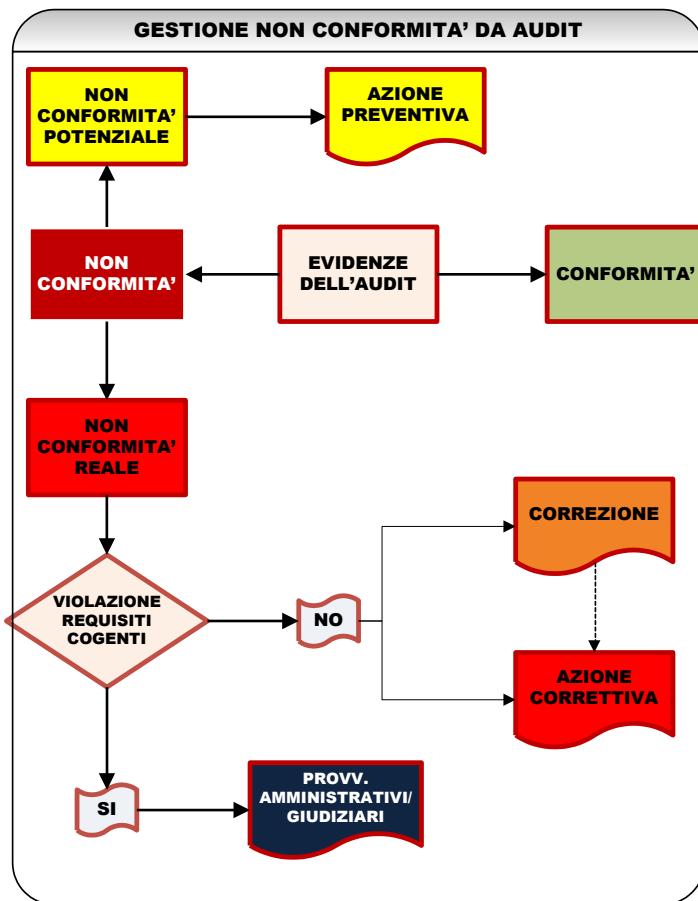 GESTIONE NON CONFORMITA’ DA AUDIT
NON
CONFORMITA’
POTENZIALE
AZIONE
PREVENTIVA
NON
CONFORMITA’
EVIDENZE
DELL’AUDIT
CONFORMITA’
NON
CONFORMITA’
REALE
CORREZIONE
VIOLAZIONE
REQUISITI
COGENTI
NO
AZIONE
CORRETTIVA
SI
PROVV.
AMMINISTRATIVI/
GIUDIZIARI